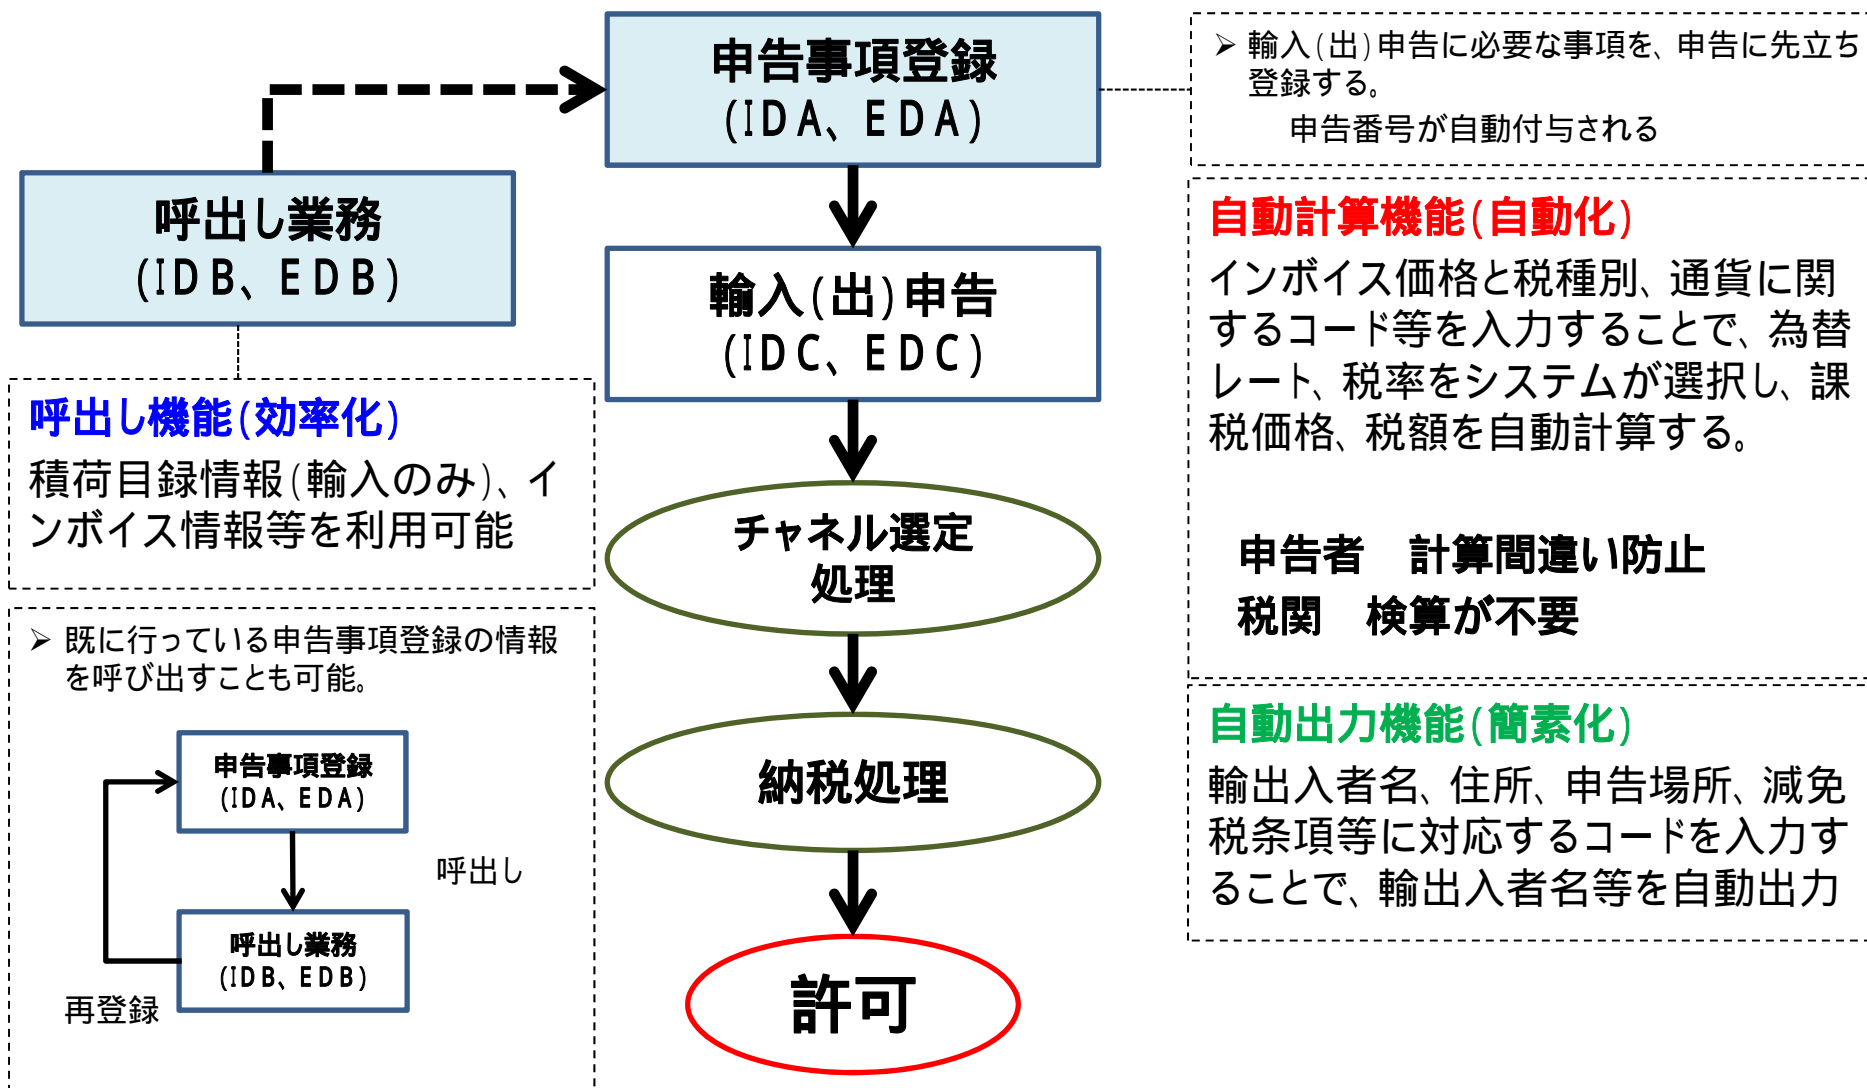 申告事項登録
(IDA、EDA)
➢ 輸入(出)申告に必要な事項を、申告に先立ち
登録する。
申告番号が自動付与される
呼出し業務
(IDB、EDB)
輸入(出)申告
(IDC、EDC)
自動計算機能(自動化)
インボイス価格と税種別、通貨に関
するコード等を入力することで、為替
レート、税率をシステムが選択し、課
税価格、税額を自動計算する。
申告者　計算間違い防止
税関　検算が不要
呼出し機能(効率化)
積荷目録情報(輸入のみ)、イ
ンボイス情報等を利用可能
チャネル選定
処理
➢ 既に行っている申告事項登録の情報
を呼び出すことも可能。
申告事項登録
(IDA、EDA)
呼出し
呼出し業務
(IDB、EDB)
再登録
納税処理
自動出力機能(簡素化)
輸出入者名、住所、申告場所、減免
税条項等に対応するコードを入力す
ることで、輸出入者名等を自動出力
許可